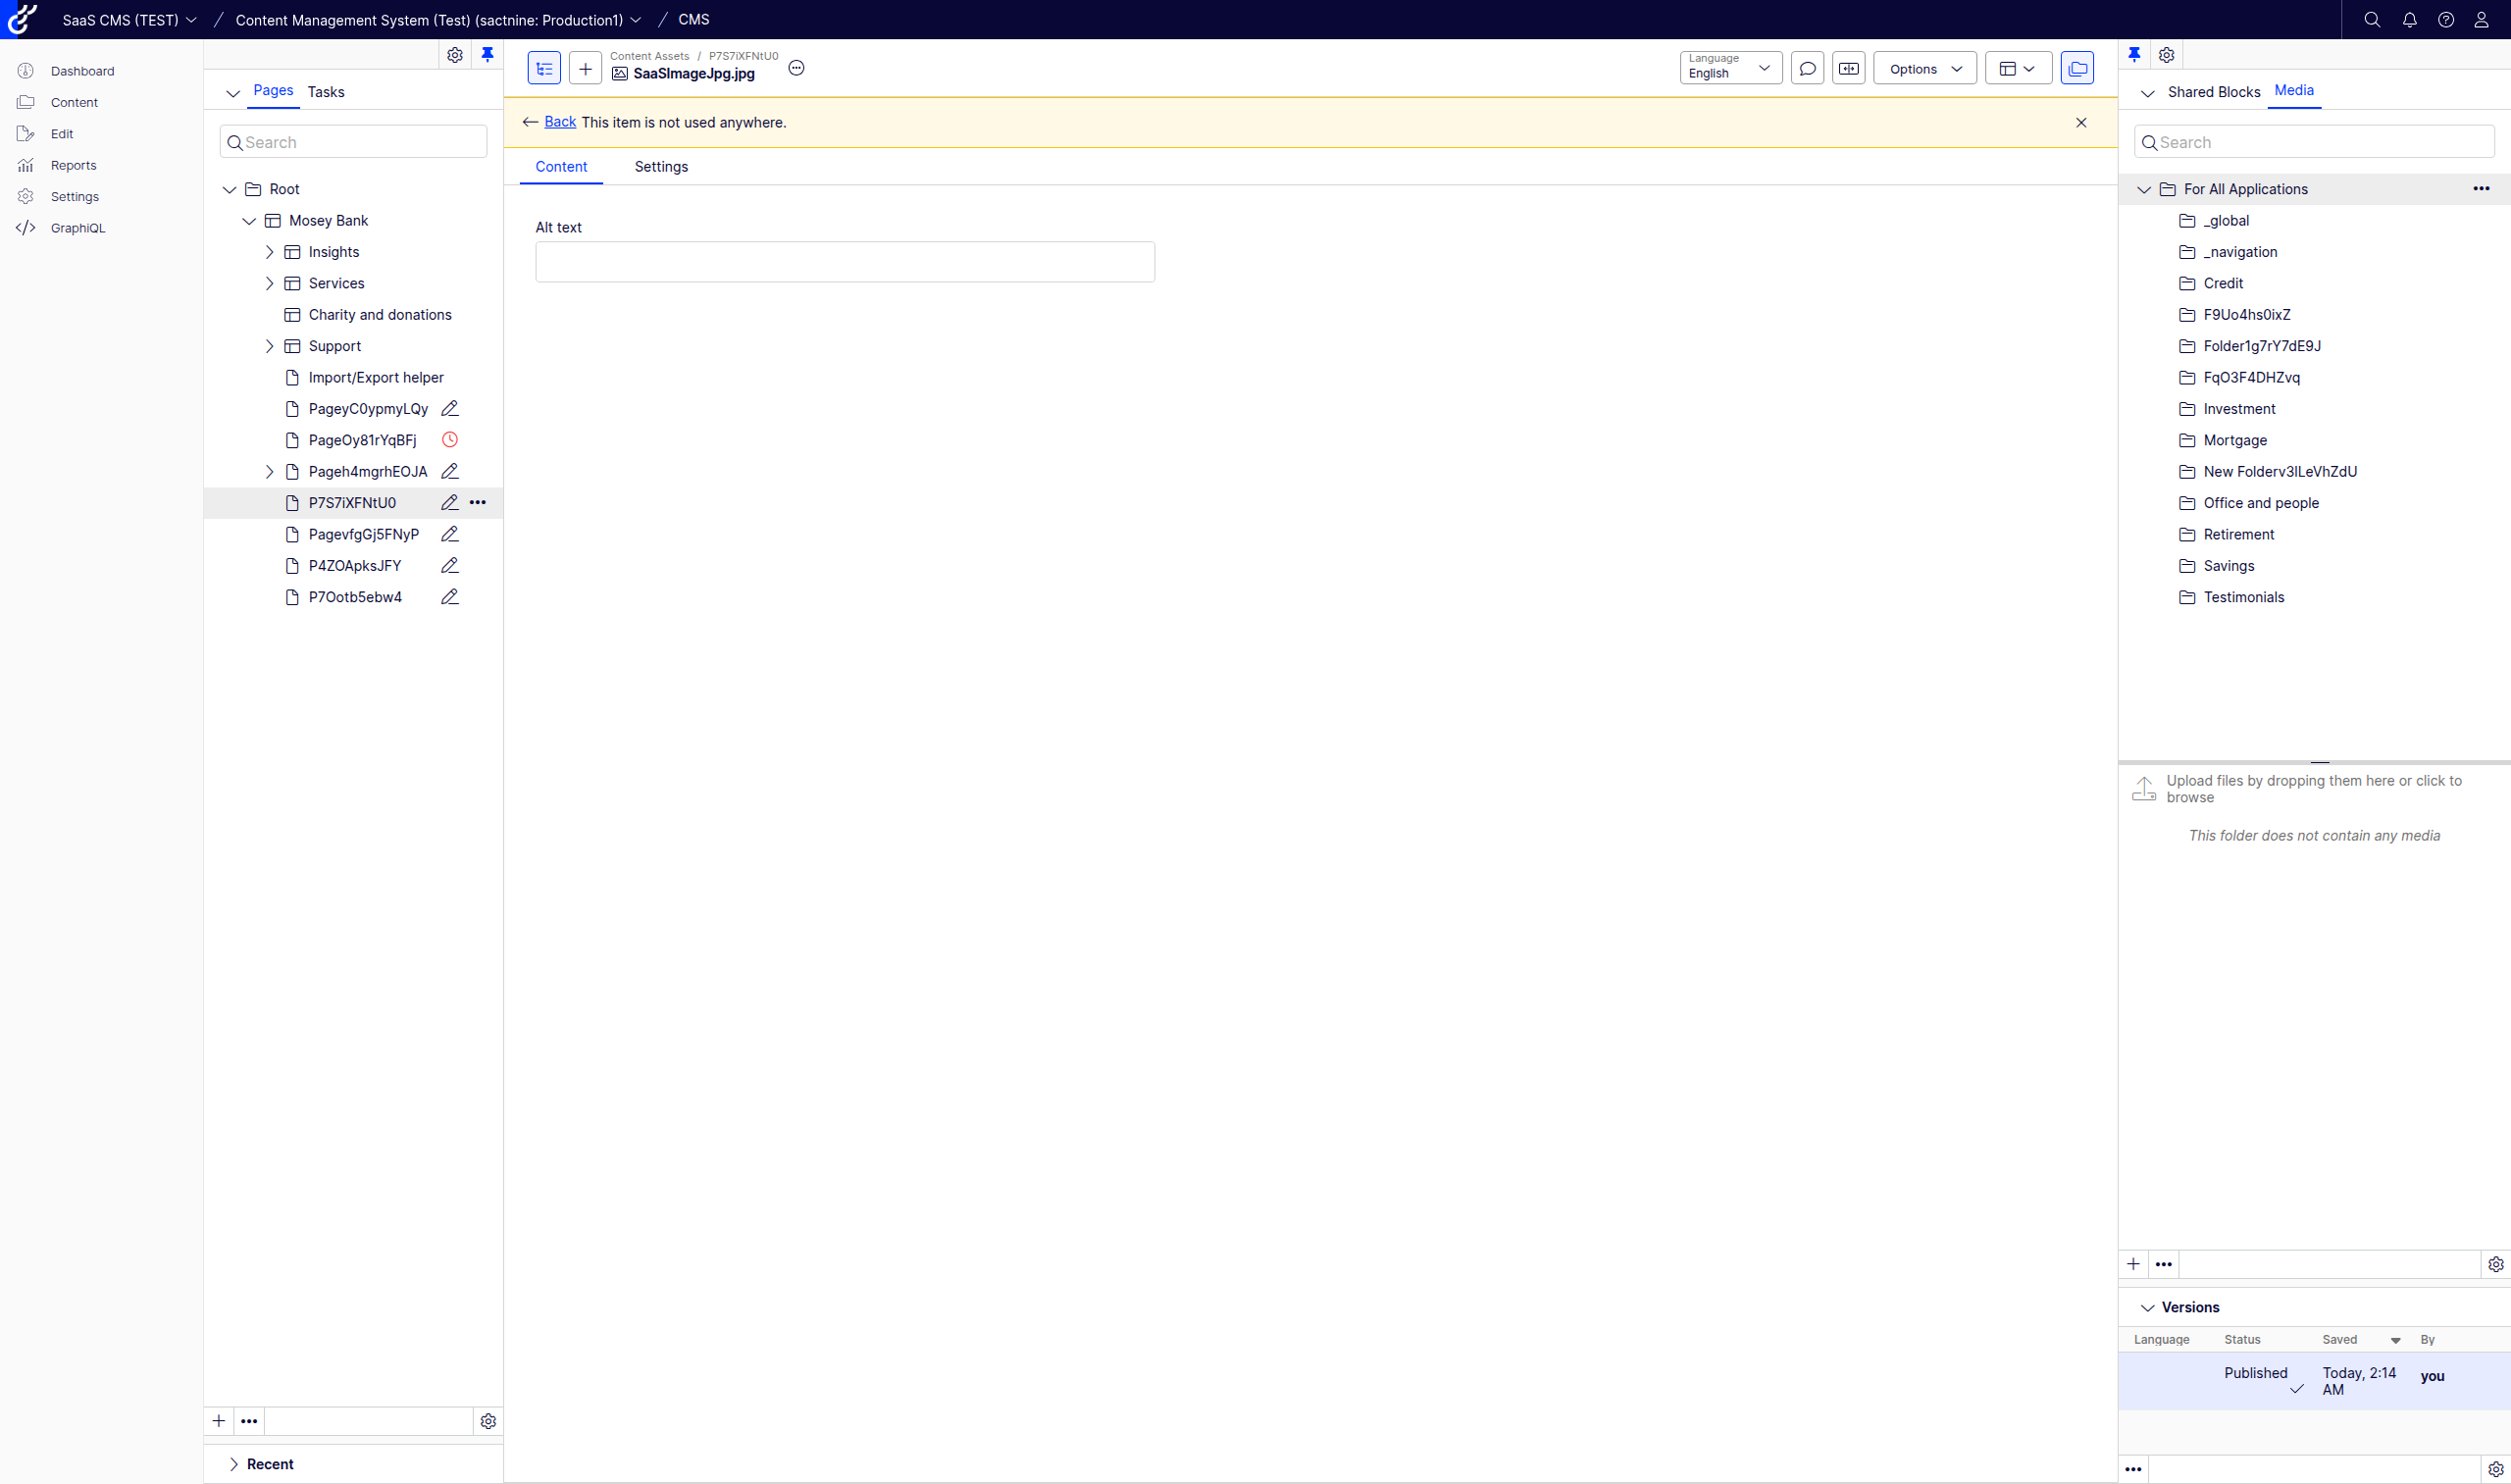 SaaS CMS (TEST) / Content Management System (Test) (sactnine: Production1) / CMS
Dashboard
Content
Edit
Reports
Settings
GraphiQL
Pages Tasks
Search
Root
Mosey Bank
Insights
Services
Charity and donations
Support
Import/Export helper
PageyC0ypmyLQy
PageOy81rYqBFj
Pageh4mgrhEOJA
P7S7iXFNtU0
PagevfgGj5FNyP
P4ZOApksJFY
P7Ootb5ebw4
Recent
Content Assets / P7S7iXFNtU0
SaaSImageJpg.jpg
Language
English
Options
Back This item is not used anywhere.
Content Settings
Alt text
Shared Blocks Media
Search
For All Applications
_global
_navigation
Credit
F9Uo4hs0ixZ
Folder1g7rY7dE9J
FqO3F4DHZvq
Investment
Mortgage
New Folderv3lLeVhZdU
Office and people
Retirement
Savings
Testimonials
Upload files by dropping them here or click to
browse
This folder does not contain any media
Versions
Language Status Saved By
Published Today, 2:14 you
AM